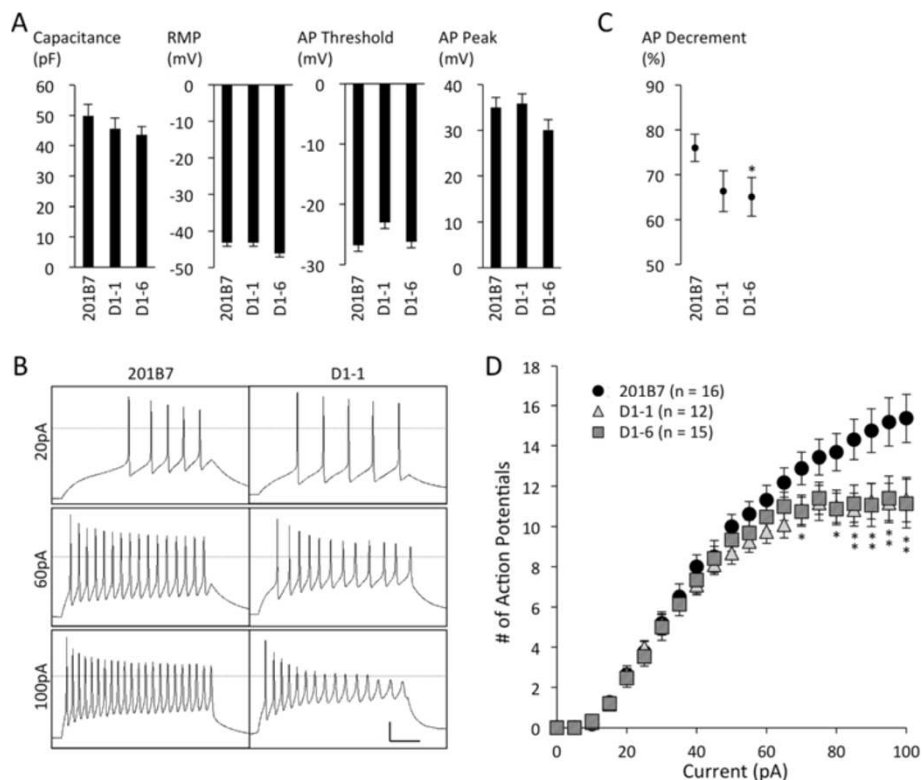 A
Capacitance
(pF)
60
50
40
30
20
10
0
201B7
D1-1
D1-6
RMP
(mV)
0
-10
-20
-30
-40
-50
201B7
D1-1
D1-6
AP Threshold
(mV)
0
-10
-20
-30
201B7
D1-1
D1-6
AP Peak
(mV)
40
30
20
10
0
201B7
D1-1
D1-6
C
AP Decrement
(%)
90
80
70
60
50
*
201B7
D1-1
D1-6
B
201B7
D1-1
20pA
60pA
100pA
D
# of Action Potentials
18
16
14
12
10
8
6
4
2
0
201B7 (n = 16)
D1-1 (n = 12)
D1-6 (n = 15)
* * * * * *
* * * *
0
20
40
60
80
100
Current (pA)